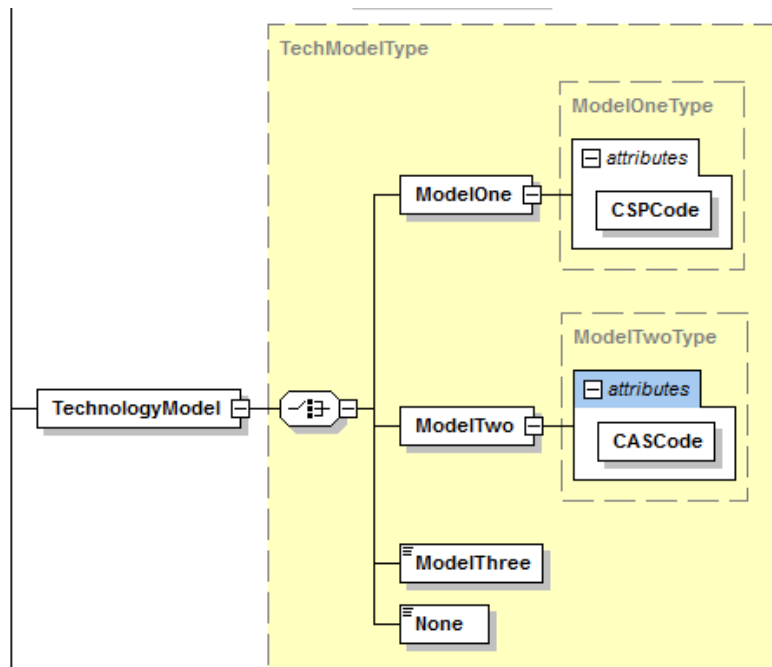 TechModelType
ModelOneType
attributes
ModelOne
CSPCode
ModelTwoType
attributes
TechnologyModel
ModelTwo
CASCode
ModelThree
None